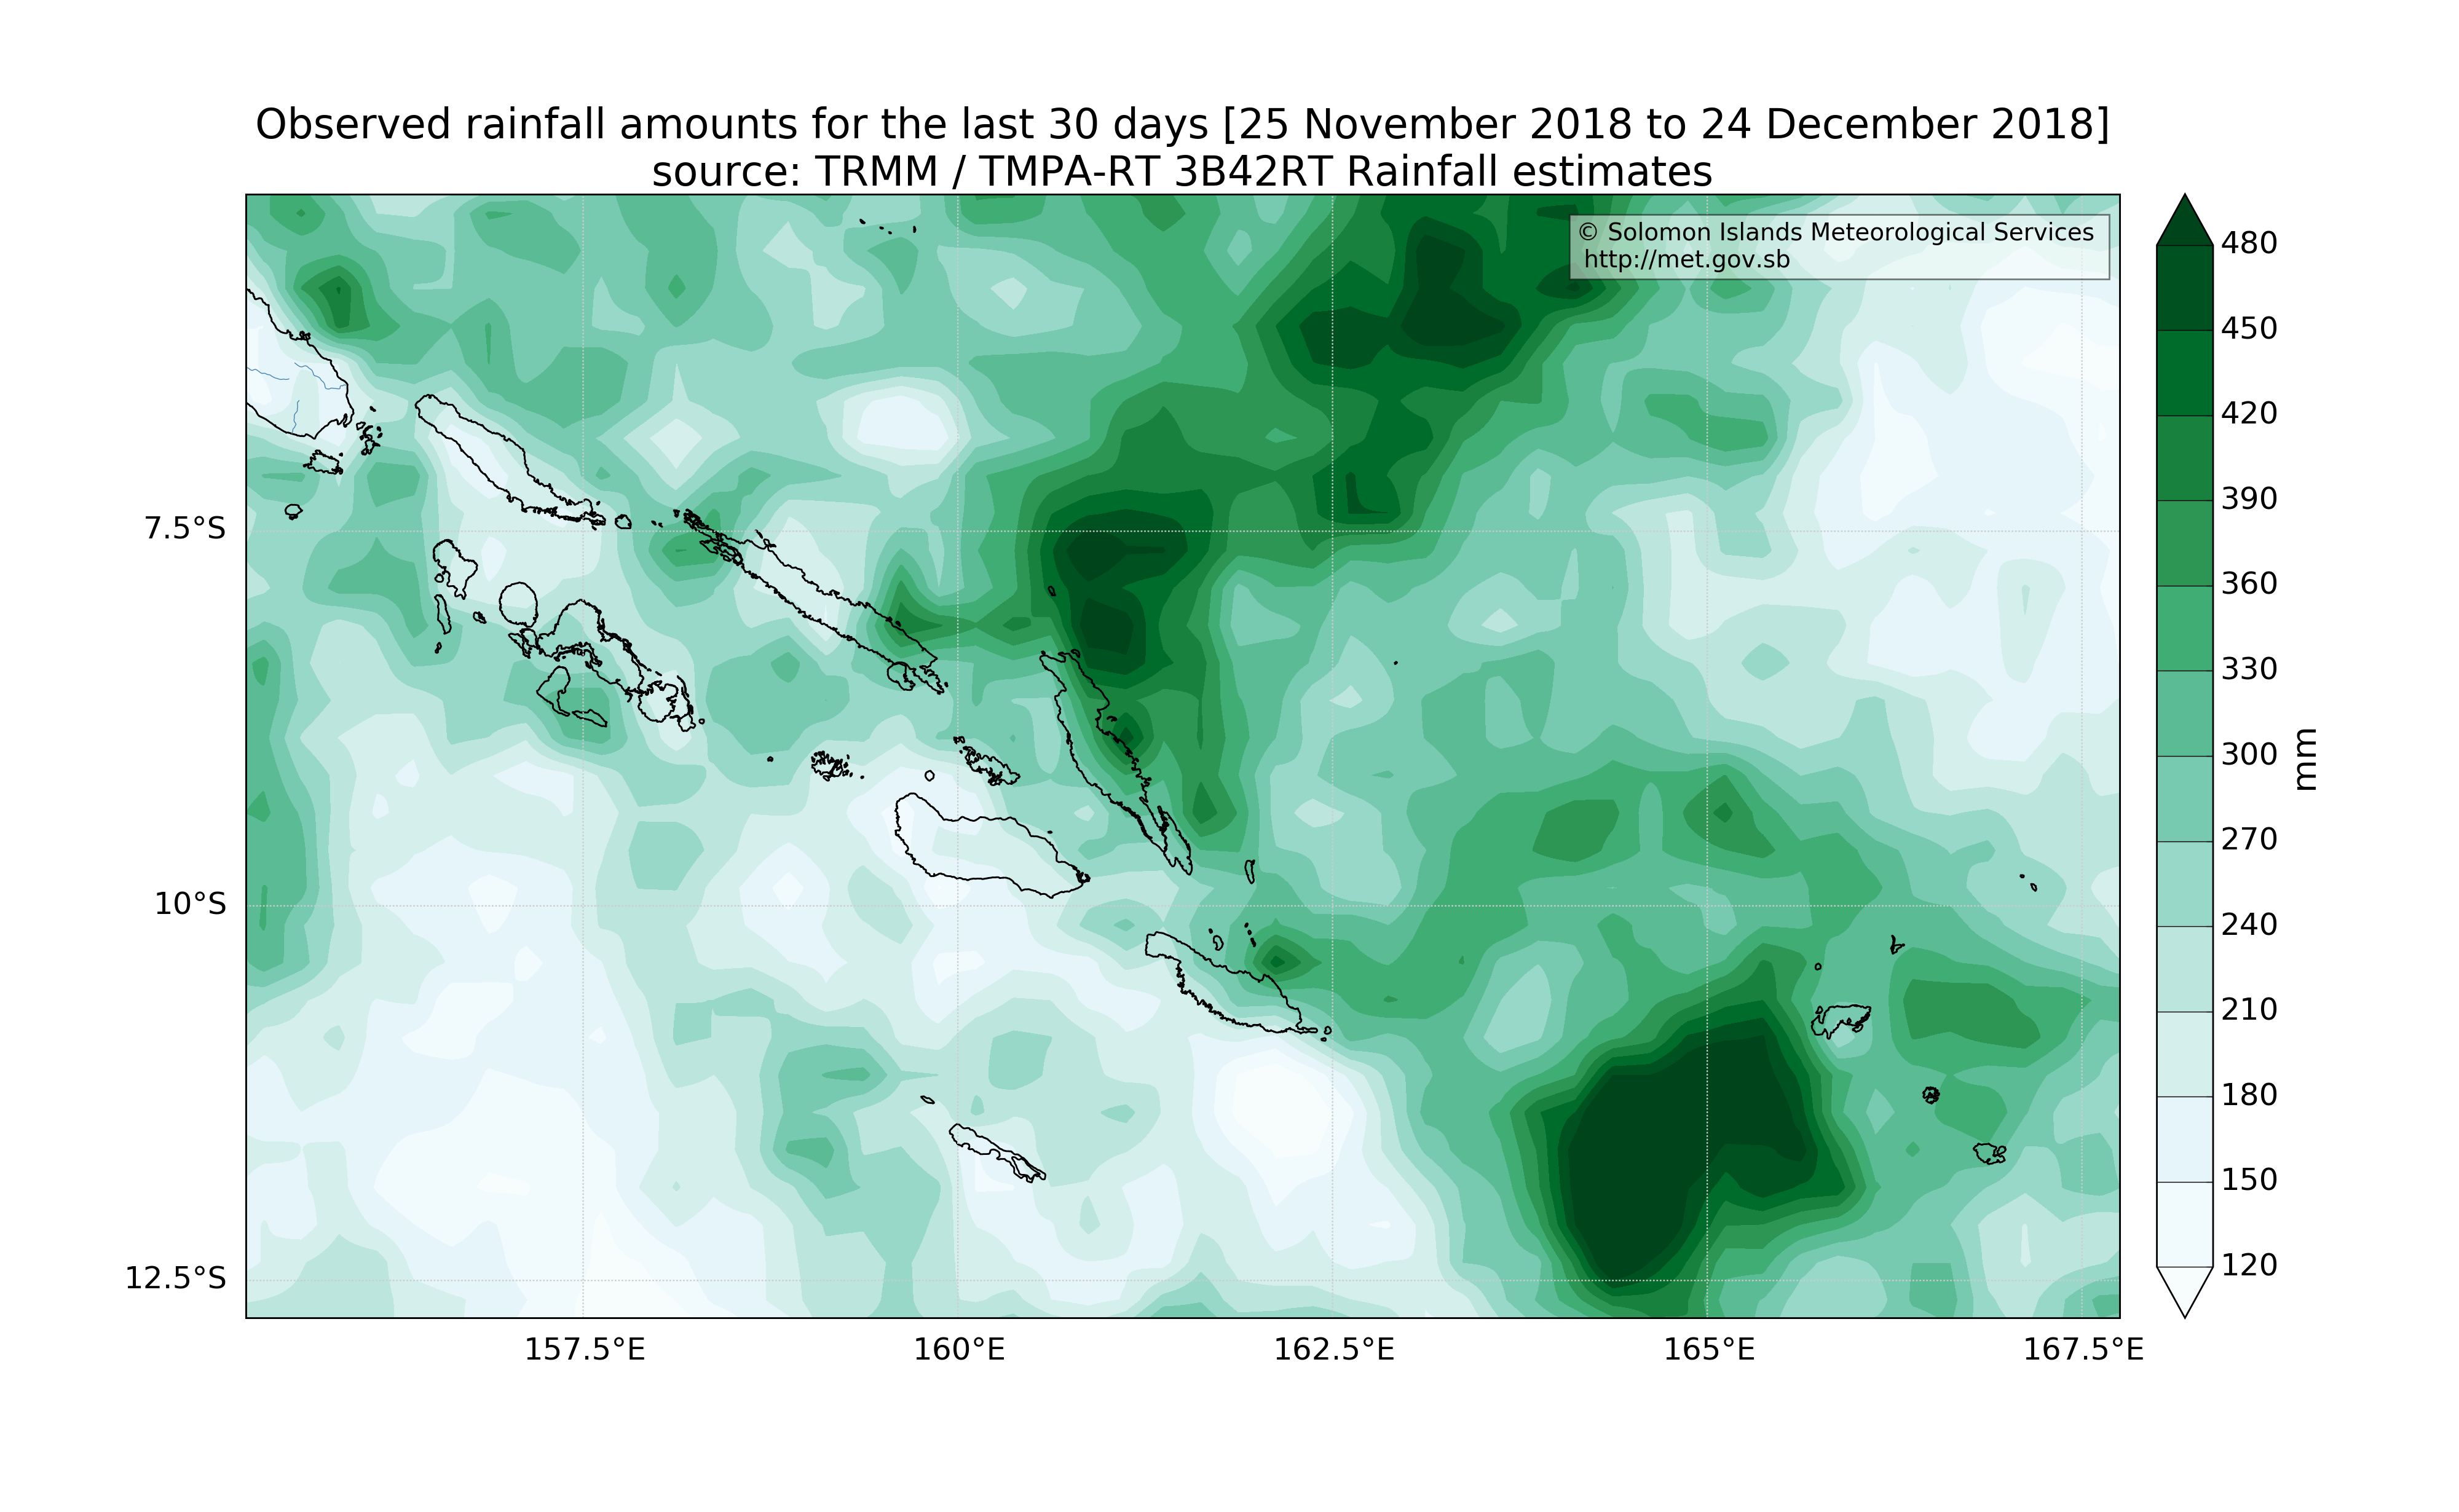 Observed rainfall amounts for the last 30 days [25 November 2018 to 24 December 2018]
source: TRMM / TMPA-RT 3B42RT Rainfall estimates
© Solomon Islands Meteorological Services
http://met.gov.sb
480
450
420
390
360
330
300
270
240
210
180
150
120
mm
7.5°S
10°S
12.5°S
157.5°E
160°E
162.5°E
165°E
167.5°E